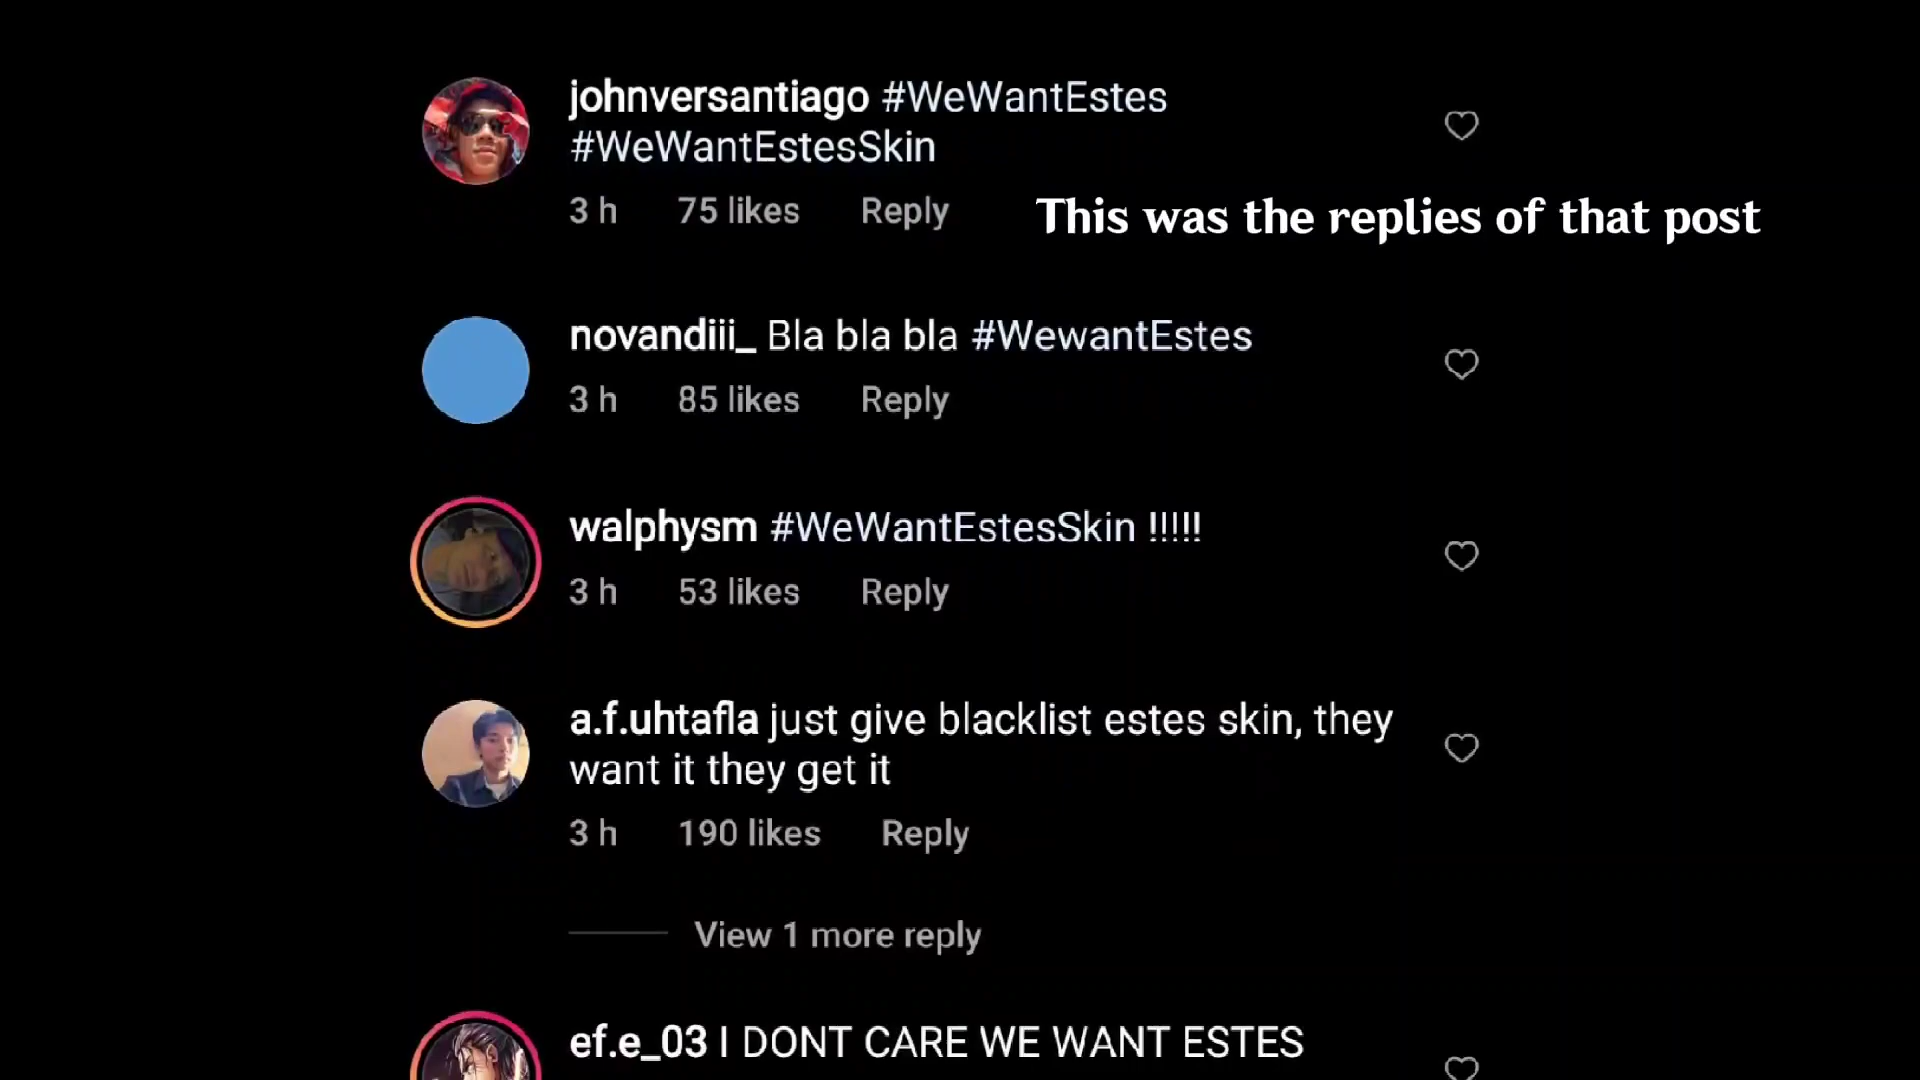 johnversantiago #WeWantEstes
#WeWantEstesSkin
3 h 75 likes Reply
This was the replies of that post
novandiii_ Bla bla bla #WewantEstes
3 h 85 likes Reply
walphysm #WeWantEstesSkin !!!!!
3 h 53 likes Reply
a.f.uhtafla just give blacklist estes skin, they
want it they get it
3 h 190 likes Reply
View 1 more reply
ef.e_03 I DONT CARE WE WANT ESTES